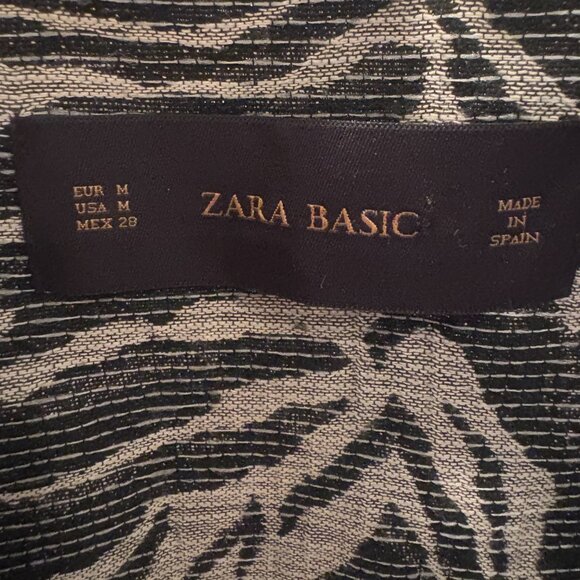 EUR M
USA M
MEX 28
ZARA BASIC
MADE
IN
SPAIN